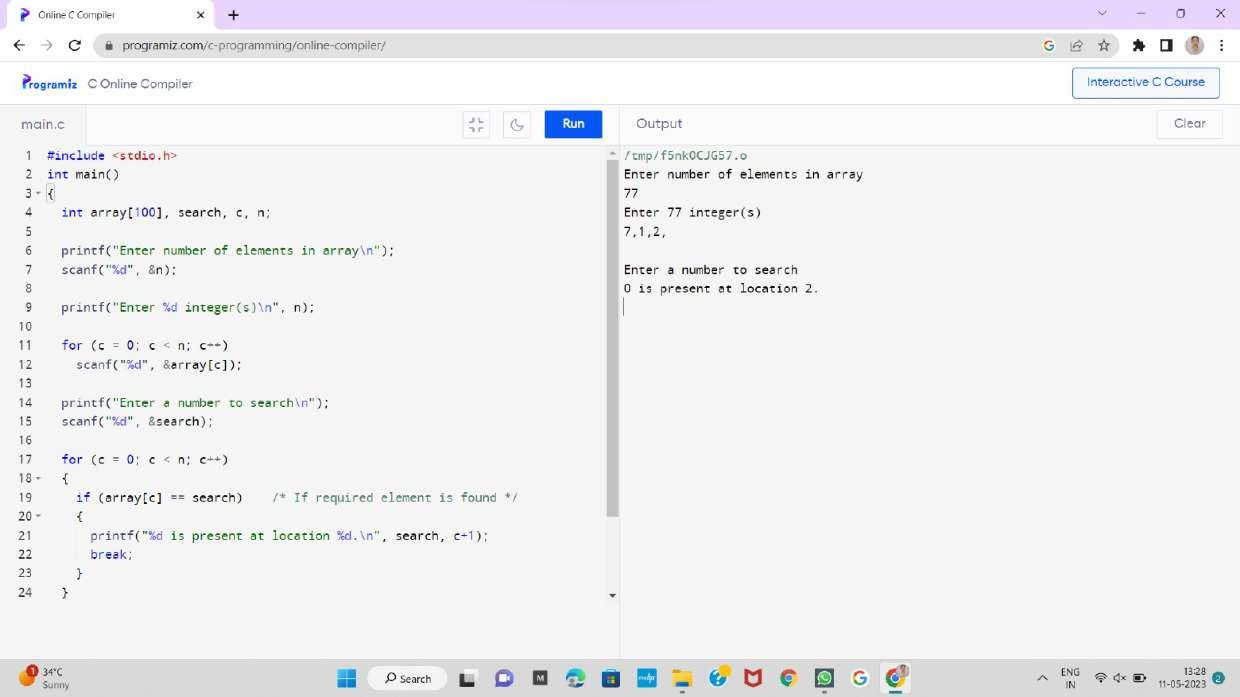 Online C Compiler
programiz.com/c-programming/online-compiler/
Programiz C Online Compiler
Interactive C Course
main.c
Run
Output
Clear
1 #include <stdio.h>
2 int main()
3 {
4 int array[100], search, c, n;
5
6 printf("Enter number of elements in array\n");
7 scanf("%d", &n);
8
9 printf("Enter %d integer(s)\n", n);
10
11 for (c = 0; c < n; c++)
12 scanf("%d", &array[c]);
13
14 printf("Enter a number to search\n");
15 scanf("%d", &search);
16
17 for (c = 0; c < n; c++)
18 {
19 if (array[c] == search) /* If required element is found */
20 {
21 printf("%d is present at location %d.\n", search, c+1);
22 break;
23 }
24 }
/tmp/f5nkOCJG57.o
Enter number of elements in array
77
Enter 77 integer(s)
7,1,2,
Enter a number to search
0 is present at location 2.
1
34°C
Sunny
Search
M
ENG
IN
13:28
11-05-2023
2